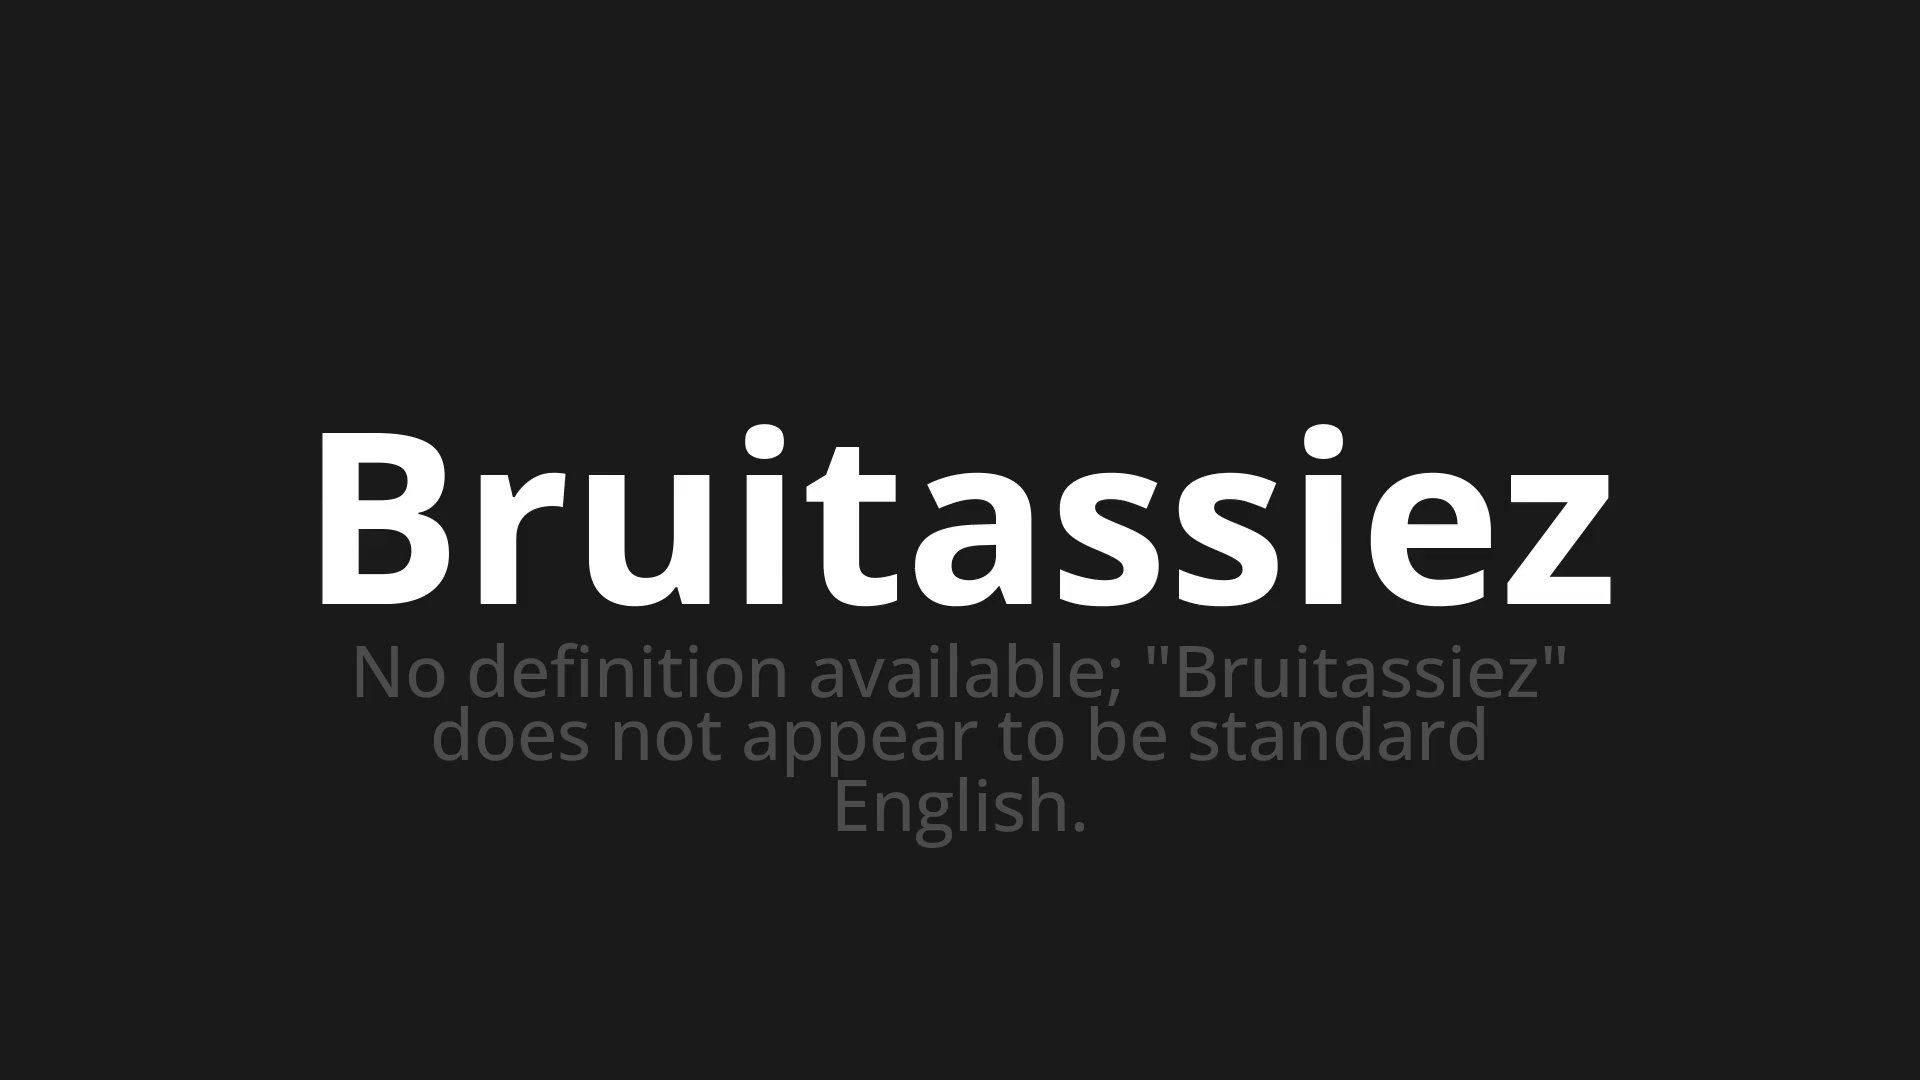 Bruitassiez
No definition available; "Bruitassiez"
does not appear to be standard
English.